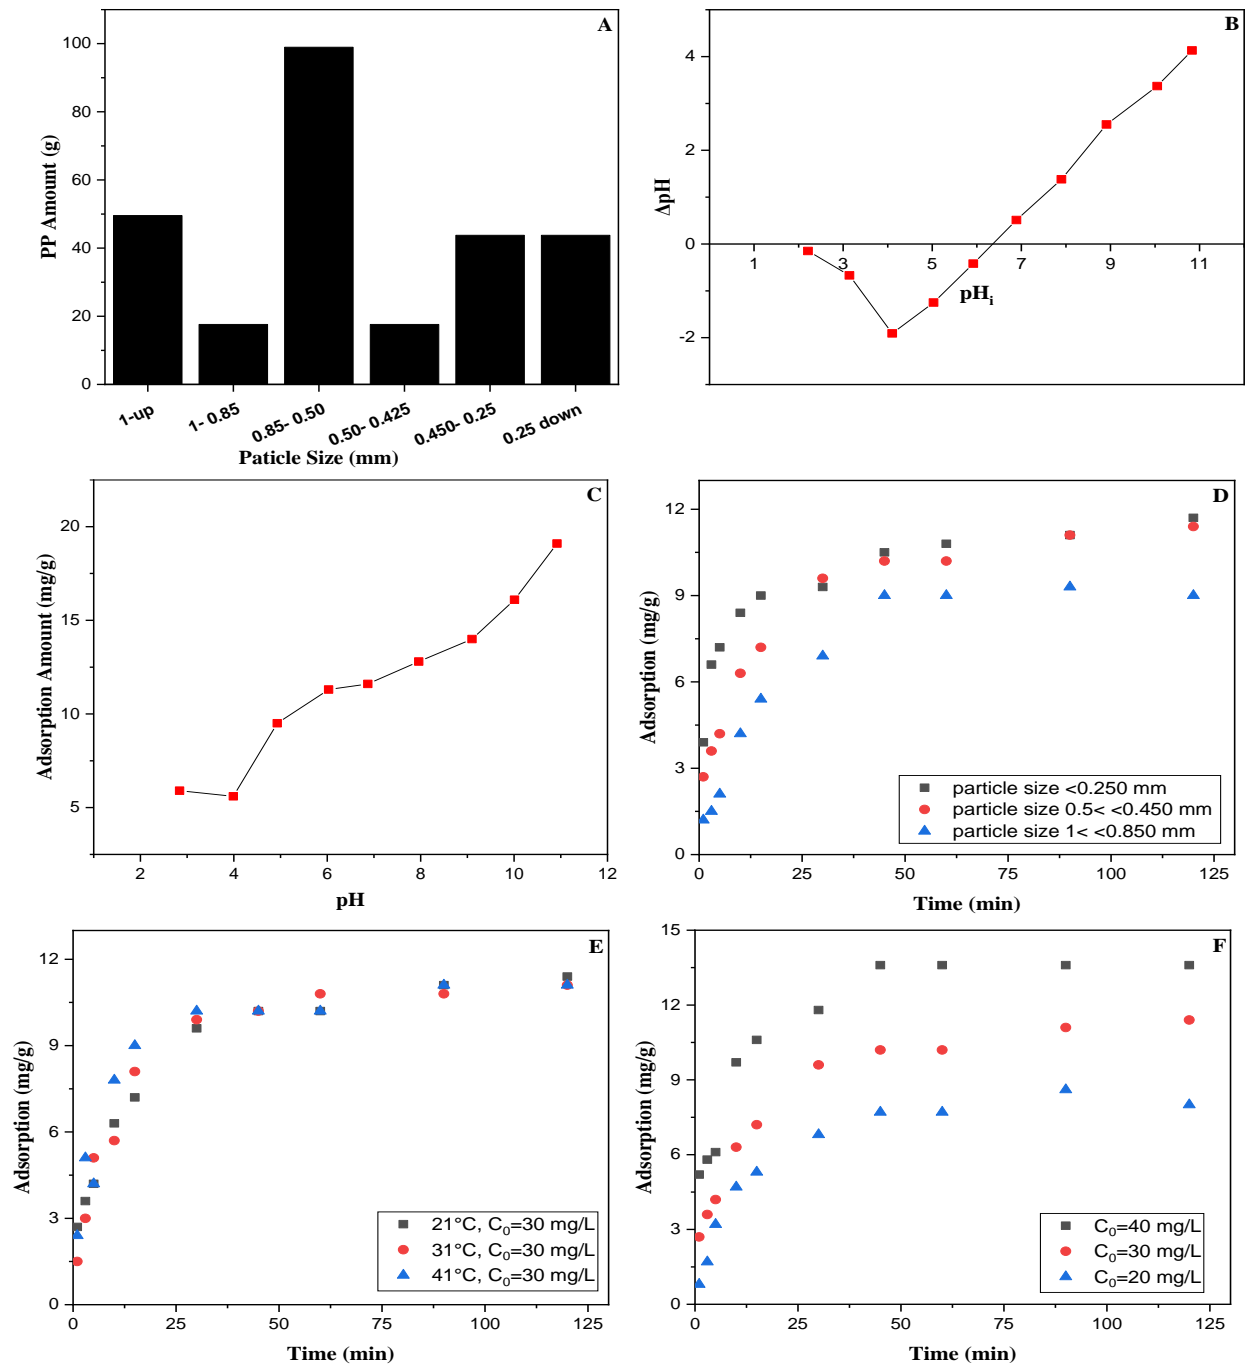 A
100
80
60
40
20
0
PP Amount (g)
1-up
1- 0.85
0.85- 0.50
0.50- 0.425
0.450- 0.25
0.25 down
Paticle Size (mm)
B
4
2
0
-2
ΔpH
1 3 5 7 9 11
pHi
C
20
15
10
5
Adsorption Amount (mg/g)
2 4 6 8 10 12
pH
D
12
9
6
3
0
Adsorption (mg/g)
particle size <0.250 mm
particle size 0.5< <0.450 mm
particle size 1< <0.850 mm
0 25 50 75 100 125
Time (min)
E
12
9
6
3
0
Adsorption (mg/g)
21°C, C0=30 mg/L
31°C, C0=30 mg/L
41°C, C0=30 mg/L
0 25 50 75 100 125
Time (min)
F
15
12
9
6
3
0
Adsorption (mg/g)
C0=40 mg/L
C0=30 mg/L
C0=20 mg/L
0 25 50 75 100 125
Time (min)